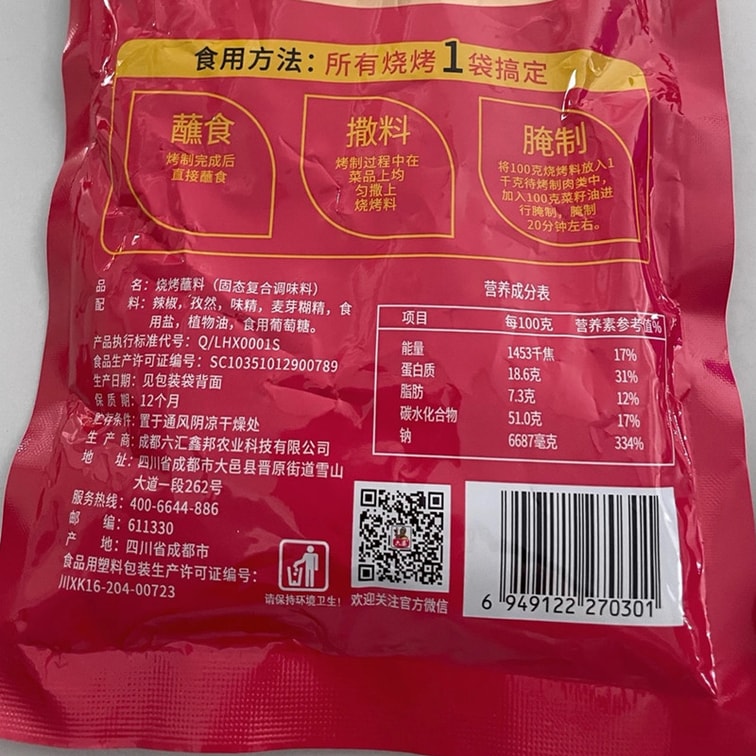 食用方法：所有烧烤1袋搞定
蘸食
烤制完成后
直接蘸食
撒料
烤制过程中在
菜品上均
匀撒上
烧烤料
腌制
将100克烧烤料放入1
千克待烤制肉类中，
加入100克菜籽油进
行腌制，腌制
20分钟左右。
品 名：烧烤蘸料（固态复合调味料）
配 料：辣椒，孜然，味精，麦芽糊精，食
用盐，植物油，食用葡萄糖。
产品执行标准代号：Q/LHX0001S
食品生产许可证编号：SC10351012900789
生产日期：见包装袋背面
保 质 期：12个月
贮存条件：置于通风阴凉干燥处
生 产 商：成都六汇鑫邦农业科技有限公司
地 址：四川省成都市大邑县晋原街道雪山
大道一段262号
服务热线：400-6644-886
邮 编：611330
产 地：四川省成都市
食品用塑料包装生产许可证编号：
川XK16-204-00723
营养成分表
项目 每100克 营养素参考值%
能量 1453千焦 17%
蛋白质 18.6克 31%
脂肪 7.3克 12%
碳水化合物 51.0克 17%
钠 6687毫克 334%
请保持环境卫生！
欢迎关注官方微信
6 949122 270301